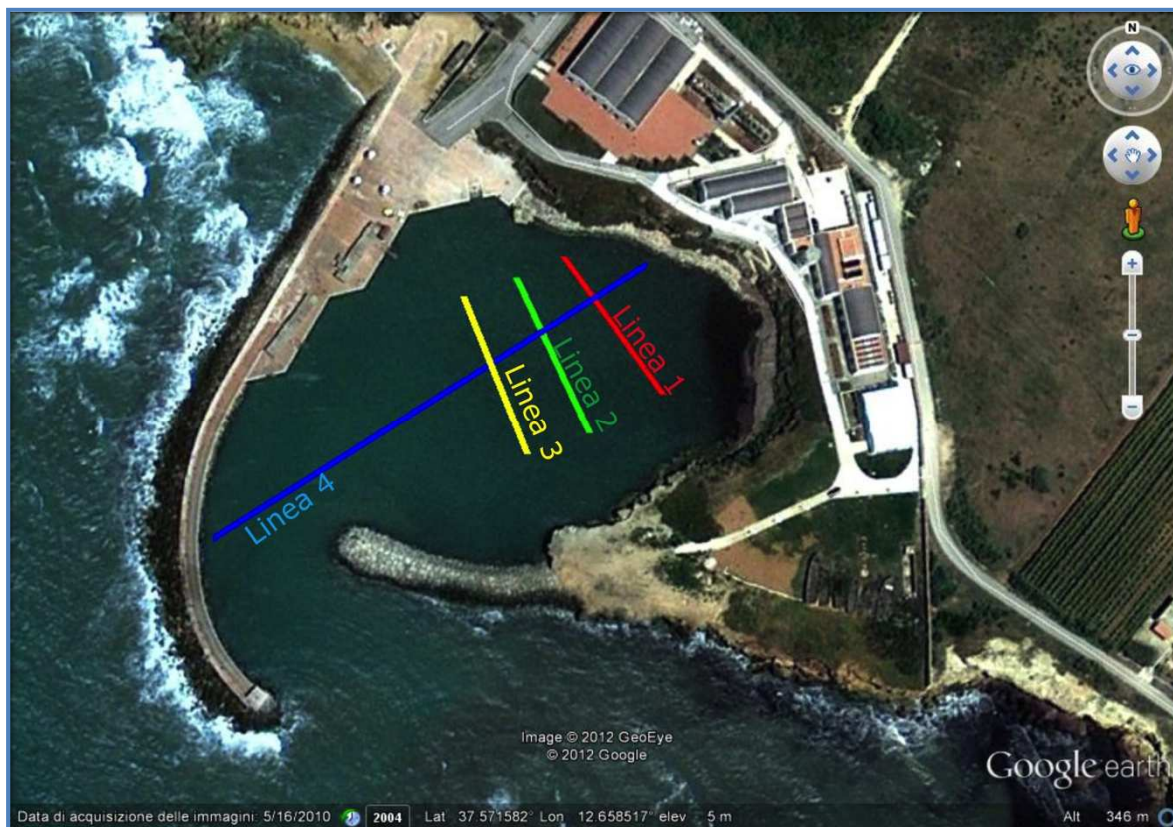 N
Linea 1
Linea 2
Linea 3
Linea 4
Image © 2012 GeoEye
© 2012 Google
Google earth
Data di acquisizione delle immagini: 5/16/2010 2004 Lat 37.571582° Lon 12.658517° elev 5 m Alt 346 m